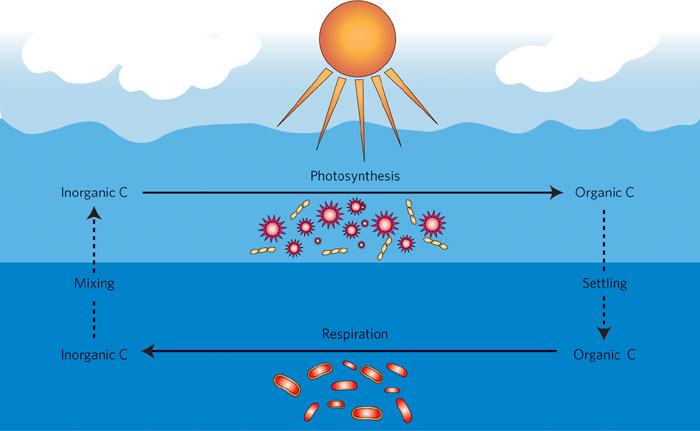 Photosynthesis
Inorganic C
Organic C
Mixing
Settling
Respiration
Inorganic C
Organic C